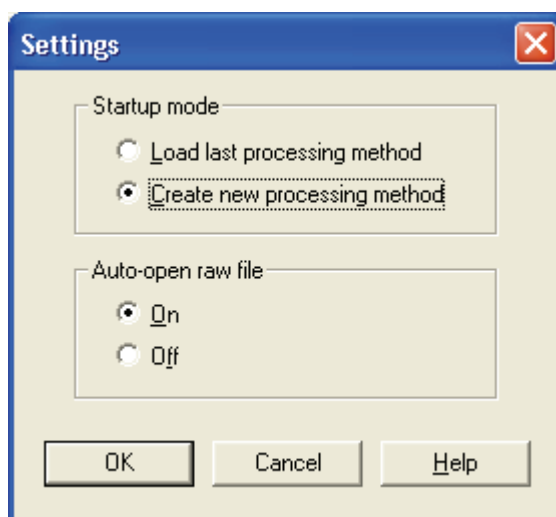 Settings
Startup mode
Load last processing method
Create new processing method
Auto-open raw file
On
Off
OK Cancel Help